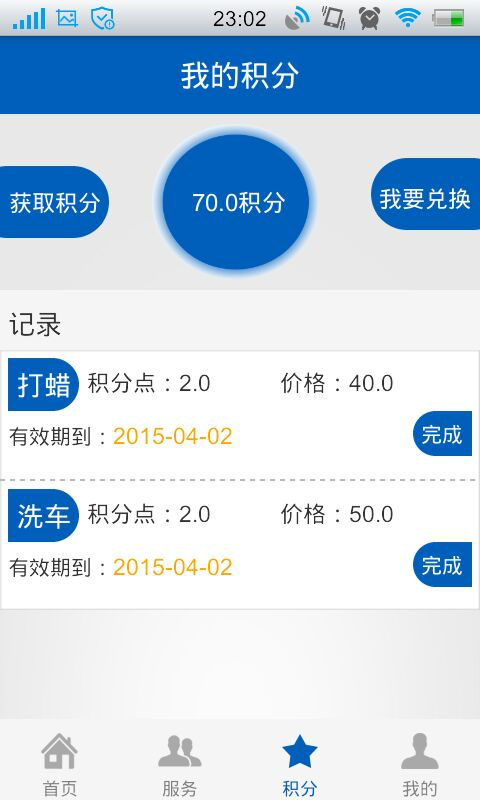 23:02
我的积分
获取积分
70.0积分
我要兑换
记录
打蜡 积分点：2.0 价格：40.0
有效期到：2015-04-02 完成
洗车 积分点：2.0 价格：50.0
有效期到：2015-04-02 完成
首页 服务 积分 我的